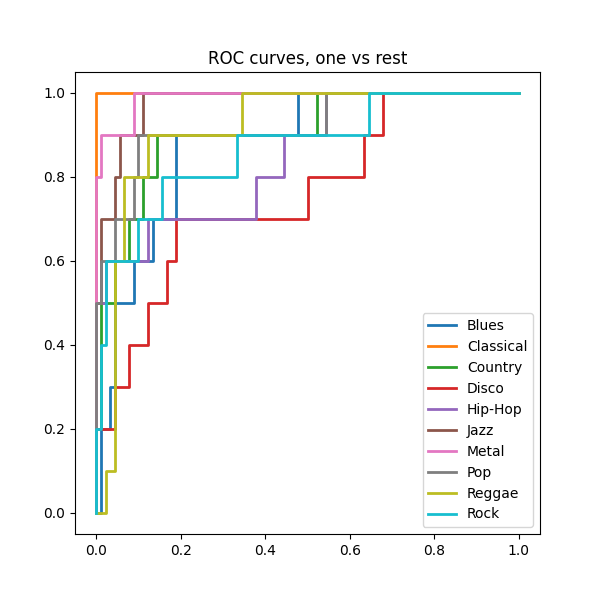 ROC curves, one vs rest
1.0
0.8
0.6
0.4
0.2
0.0
Blues
Classical
Country
Disco
Hip-Hop
Jazz
Metal
Pop
Reggae
Rock
0.0 0.2 0.4 0.6 0.8 1.0